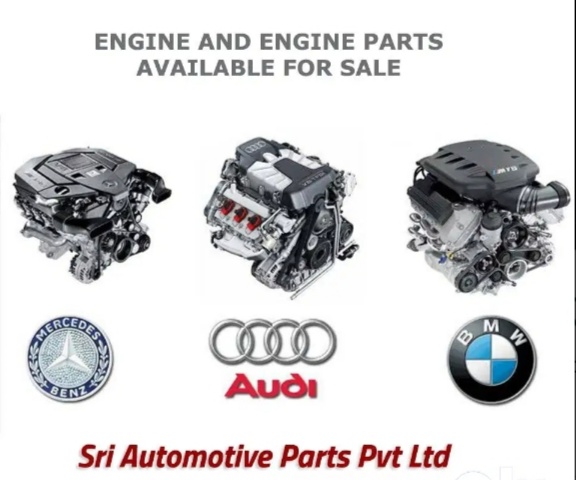 ENGINE AND ENGINE PARTS
AVAILABLE FOR SALE
MERCEDES
BENZ
Audi
BMW
Sri Automotive Parts Pvt Ltd